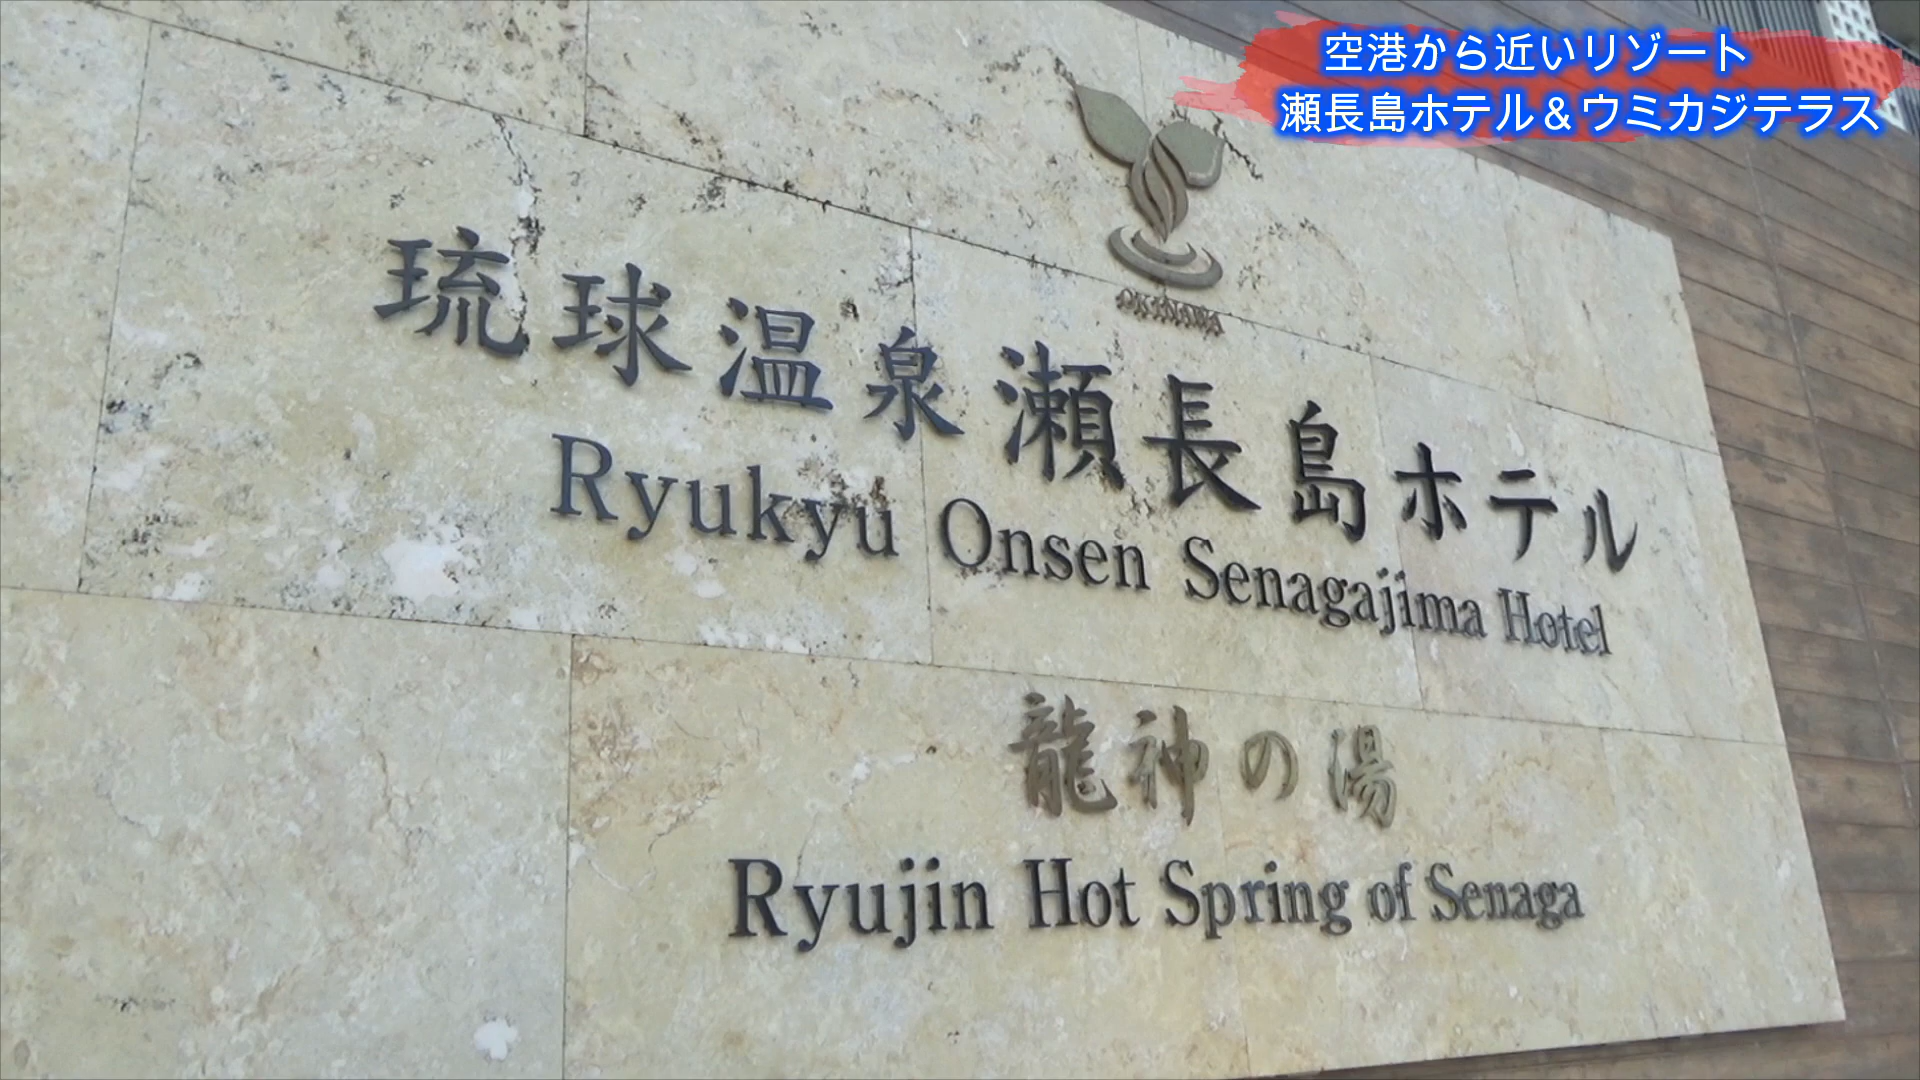 空港から近いリゾート
瀬長島ホテル＆ウミカジテラス
OKINAWA
琉球温泉瀬長島ホテル
Ryukyu Onsen Senagajima Hotel
龍神の湯
Ryujin Hot Spring of Senaga